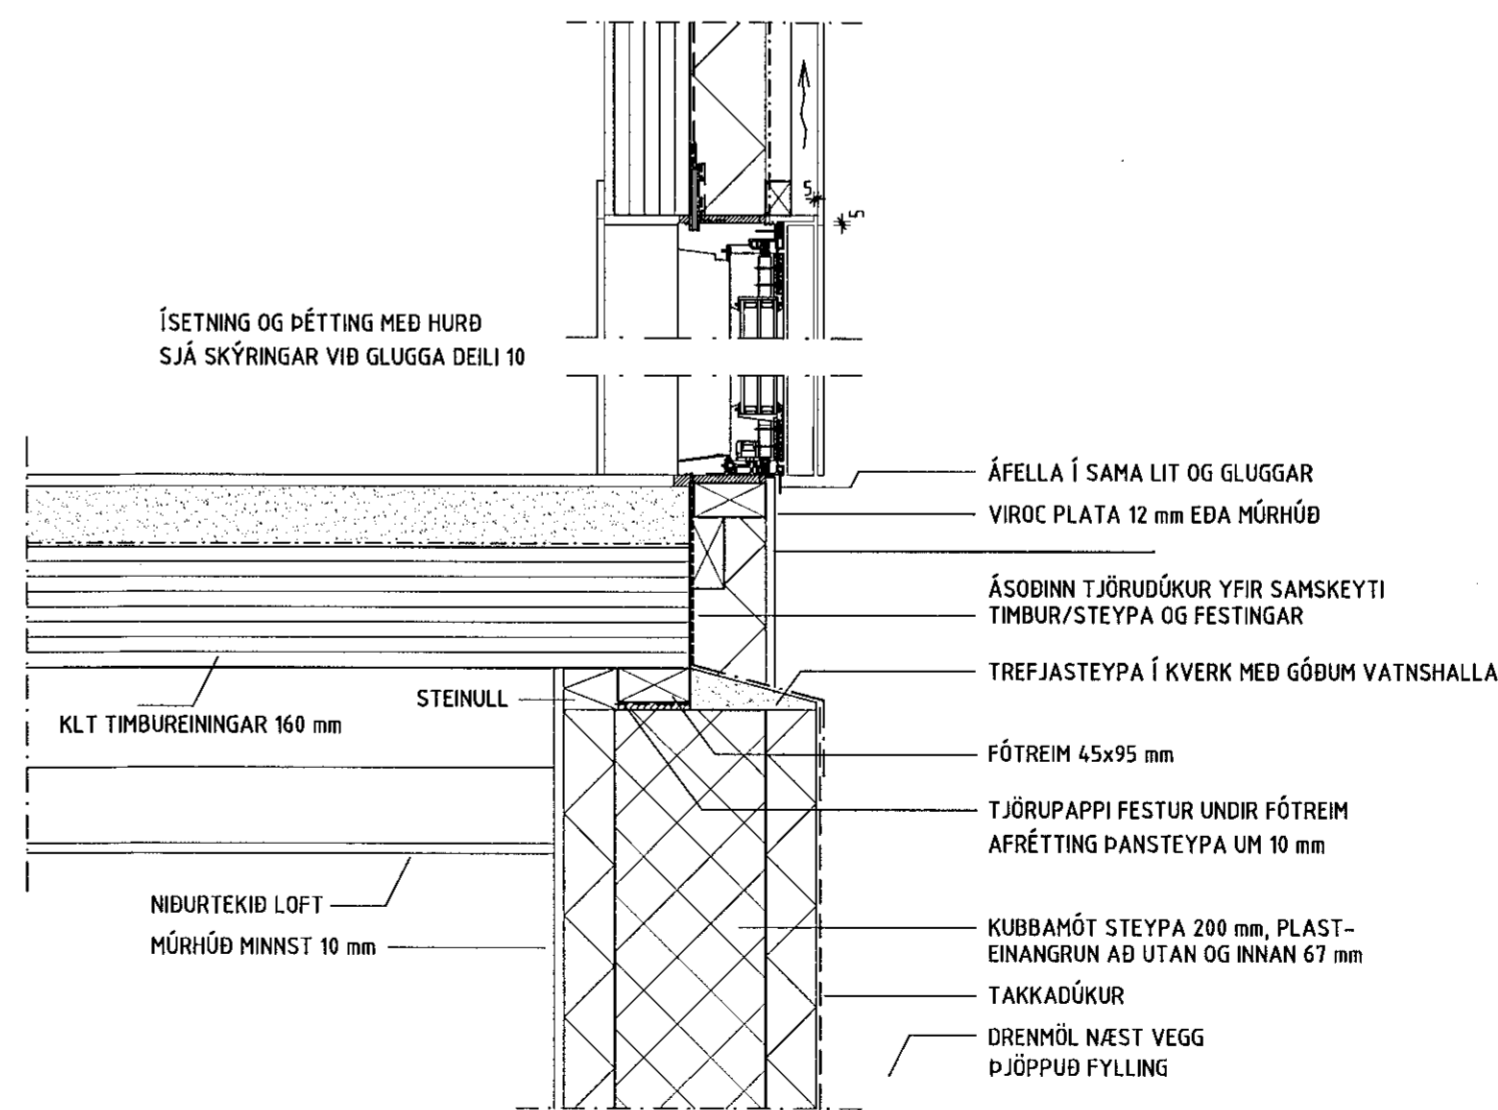 5
5
ÍSETNING OG ÞÉTTING MEÐ HURÐ
SJÁ SKÝRINGAR VIÐ GLUGGA DEILI 10
ÁFELLA Í SAMA LIT OG GLUGGAR
VIROC PLATA 12 mm EÐA MÚRHÚÐ
ÁSOÐINN TJÖRUDÚKUR YFIR SAMSKEYTI
TIMBUR/STEYPA OG FESTINGAR
TREFJASTEYPA Í KVERK MEÐ GÓÐUM VATNSHALLA
STEINULL
KLT TIMBUREININGAR 160 mm
FÓTREIM 45x95 mm
TJÖRUPAPPI FESTUR UNDIR FÓTREIM
AFRÉTTING ÞANSTEYPA UM 10 mm
NIÐURTEKIÐ LOFT
MÚRHÚÐ MINNST 10 mm
KUBBAMÓT STEYPA 200 mm, PLAST-
EINANGRUN AÐ UTAN OG INNAN 67 mm
TAKKADÚKUR
DRENMÖL NÆST VEGG
ÞJÖPPUÐ FYLLING